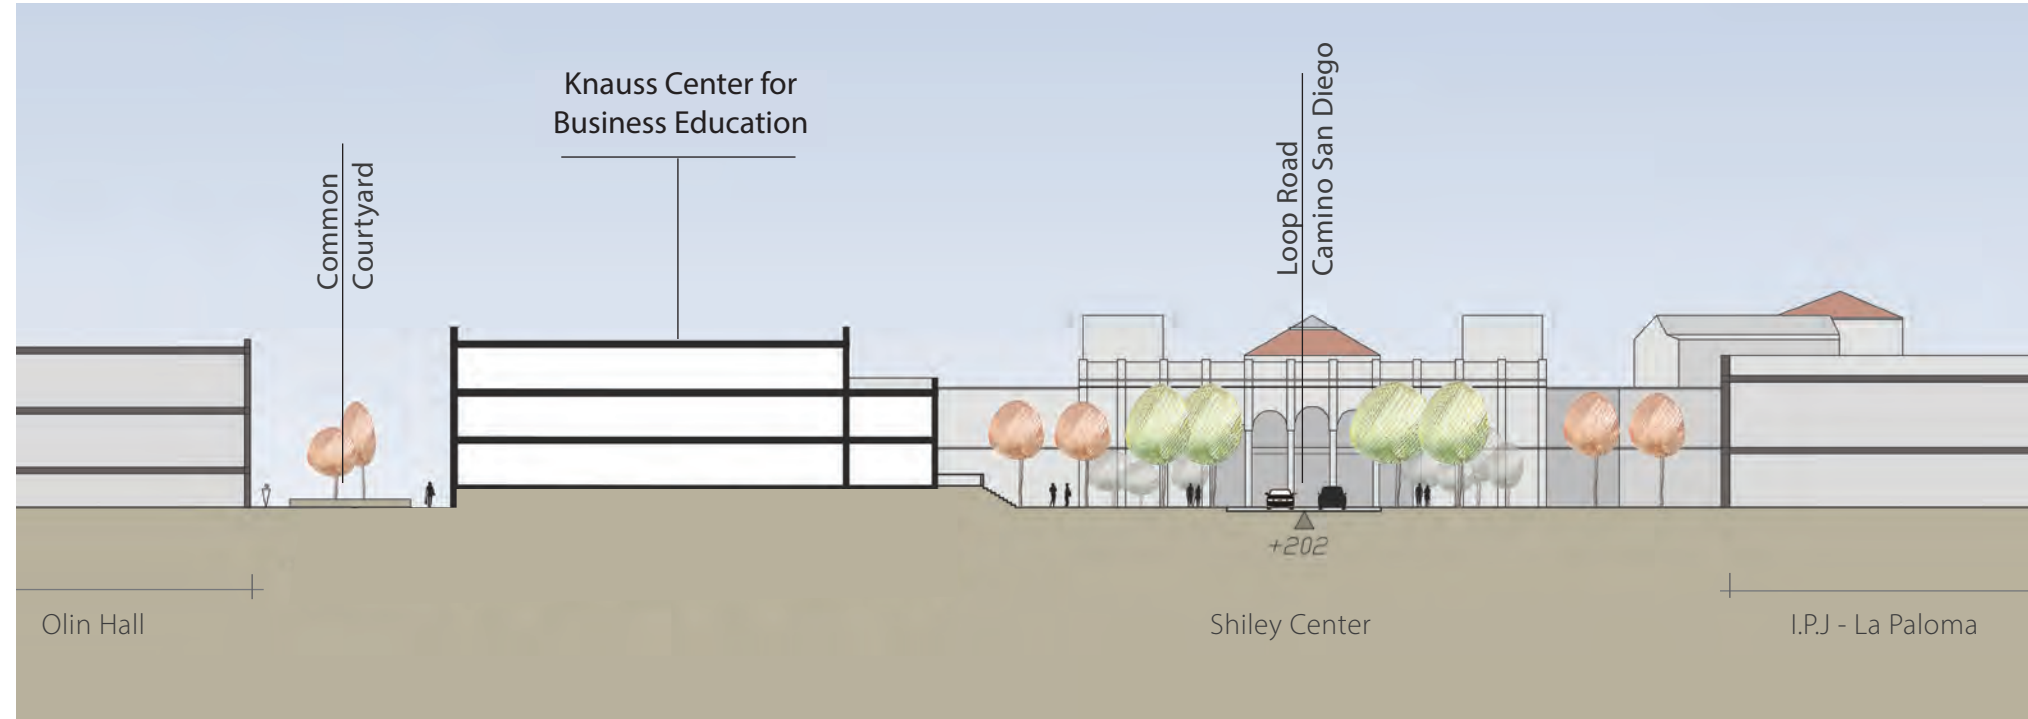 Knauss Center for
Business Education
Common
Courtyard
Loop Road
Camino San Diego
+202
Olin Hall
Shiley Center
I.P.J - La Paloma